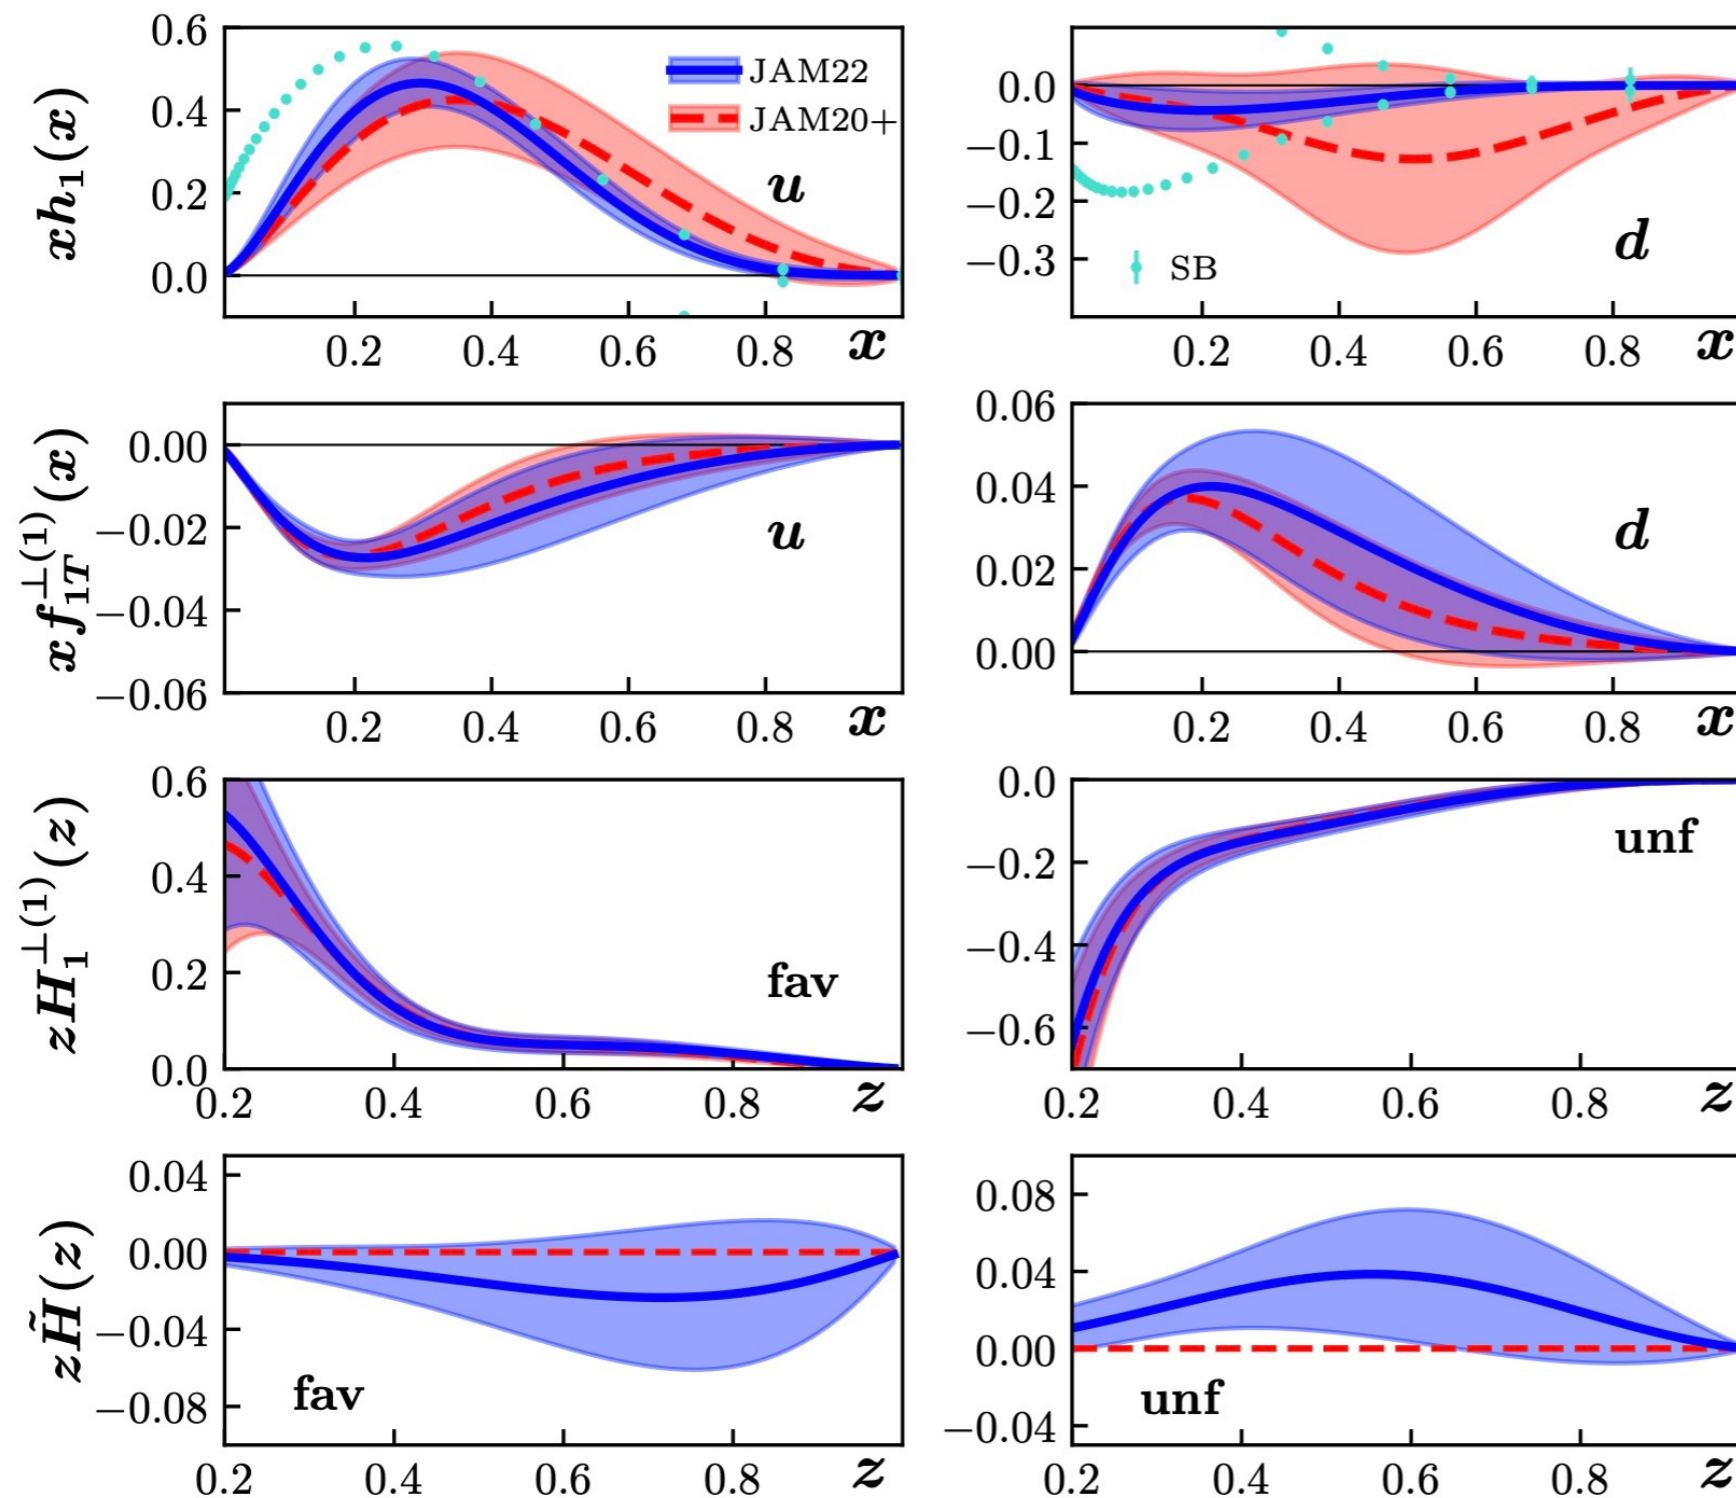 xh₁(x)
0.6
0.4
0.2
0.0
JAM22
JAM20+
u
0.2 0.4 0.6 0.8 x
0.0
−0.1
−0.2
−0.3
SB
d
0.2 0.4 0.6 0.8 x
xf₁T^⊥(1)(x)
0.00
−0.02
−0.04
−0.06
u
0.2 0.4 0.6 0.8 x
0.06
0.04
0.02
0.00
d
0.2 0.4 0.6 0.8 x
zH₁^⊥(1)(z)
0.6
0.4
0.2
0.0
fav
0.2 0.4 0.6 0.8 z
0.0
−0.2
−0.4
−0.6
unf
0.2 0.4 0.6 0.8 z
zH̃(z)
0.04
0.00
−0.04
−0.08
fav
0.2 0.4 0.6 0.8 z
0.08
0.04
0.00
−0.04
unf
0.2 0.4 0.6 0.8 z